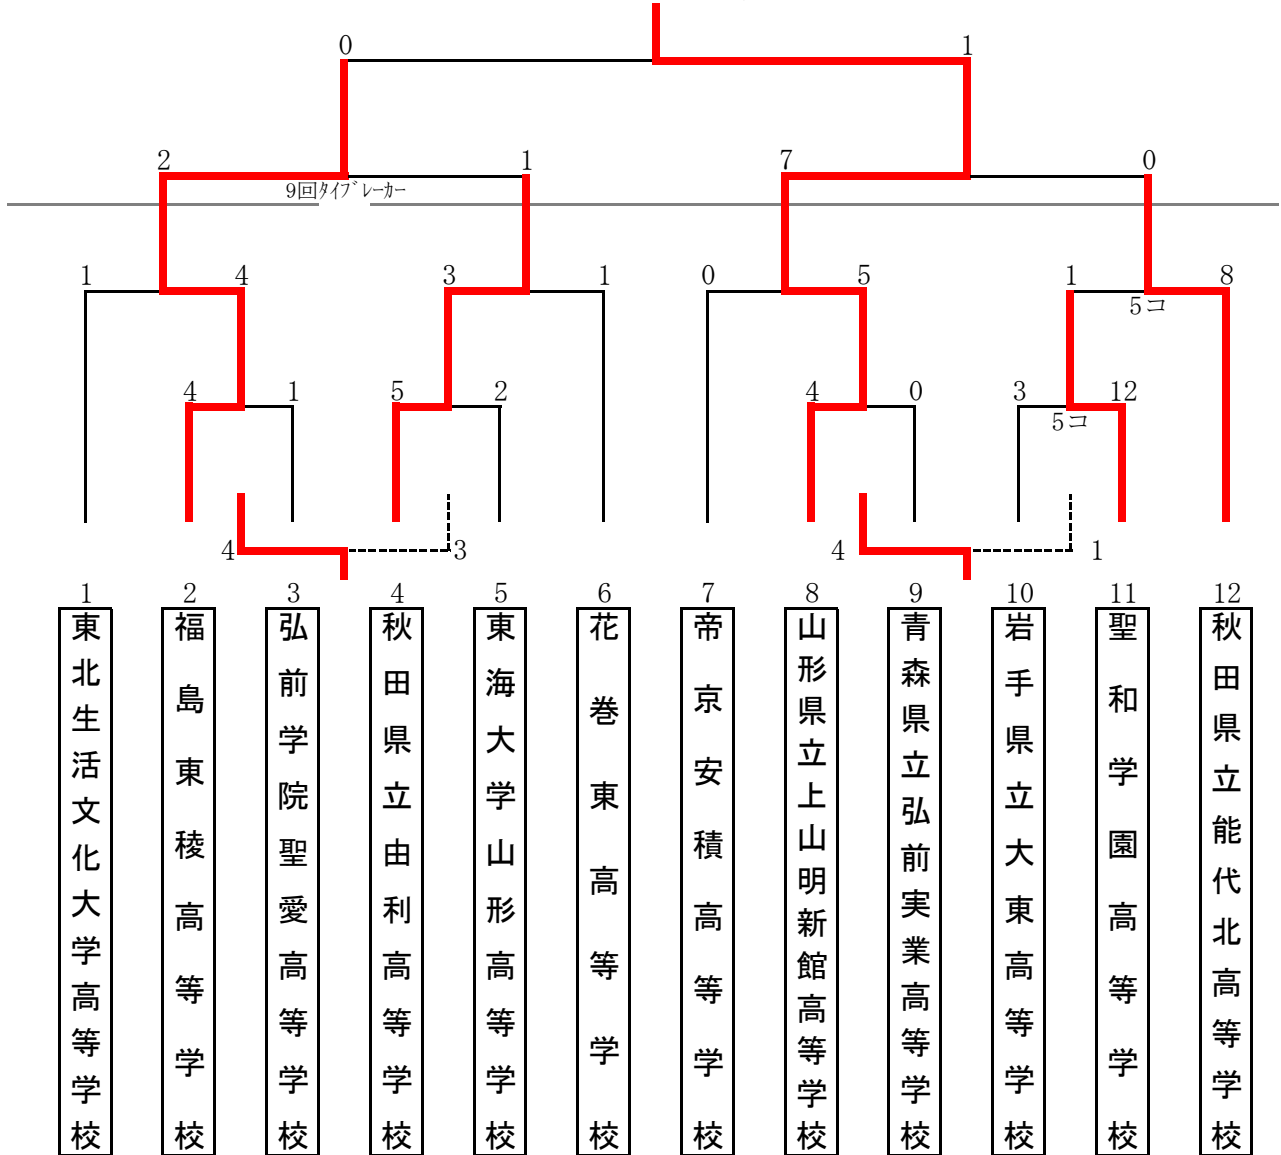 0 1
2 1 7 0
9回ﾀｲﾌﾞﾚｰｶｰ
1 4 3 1 0 5 1 8
5コ
4 1 5 2 4 0 3 12
5コ
4 3 4 1
1 2 3 4 5 6 7 8 9 10 11 12
東北生活文化大学高等学校
福島東稜高等学校
弘前学院聖愛高等学校
秋田県立由利高等学校
東海大学山形高等学校
花巻東高等学校
帝京安積高等学校
山形県立上山明新館高等学校
青森県立弘前実業高等学校
岩手県立大東高等学校
聖和学園高等学校
秋田県立能代北高等学校